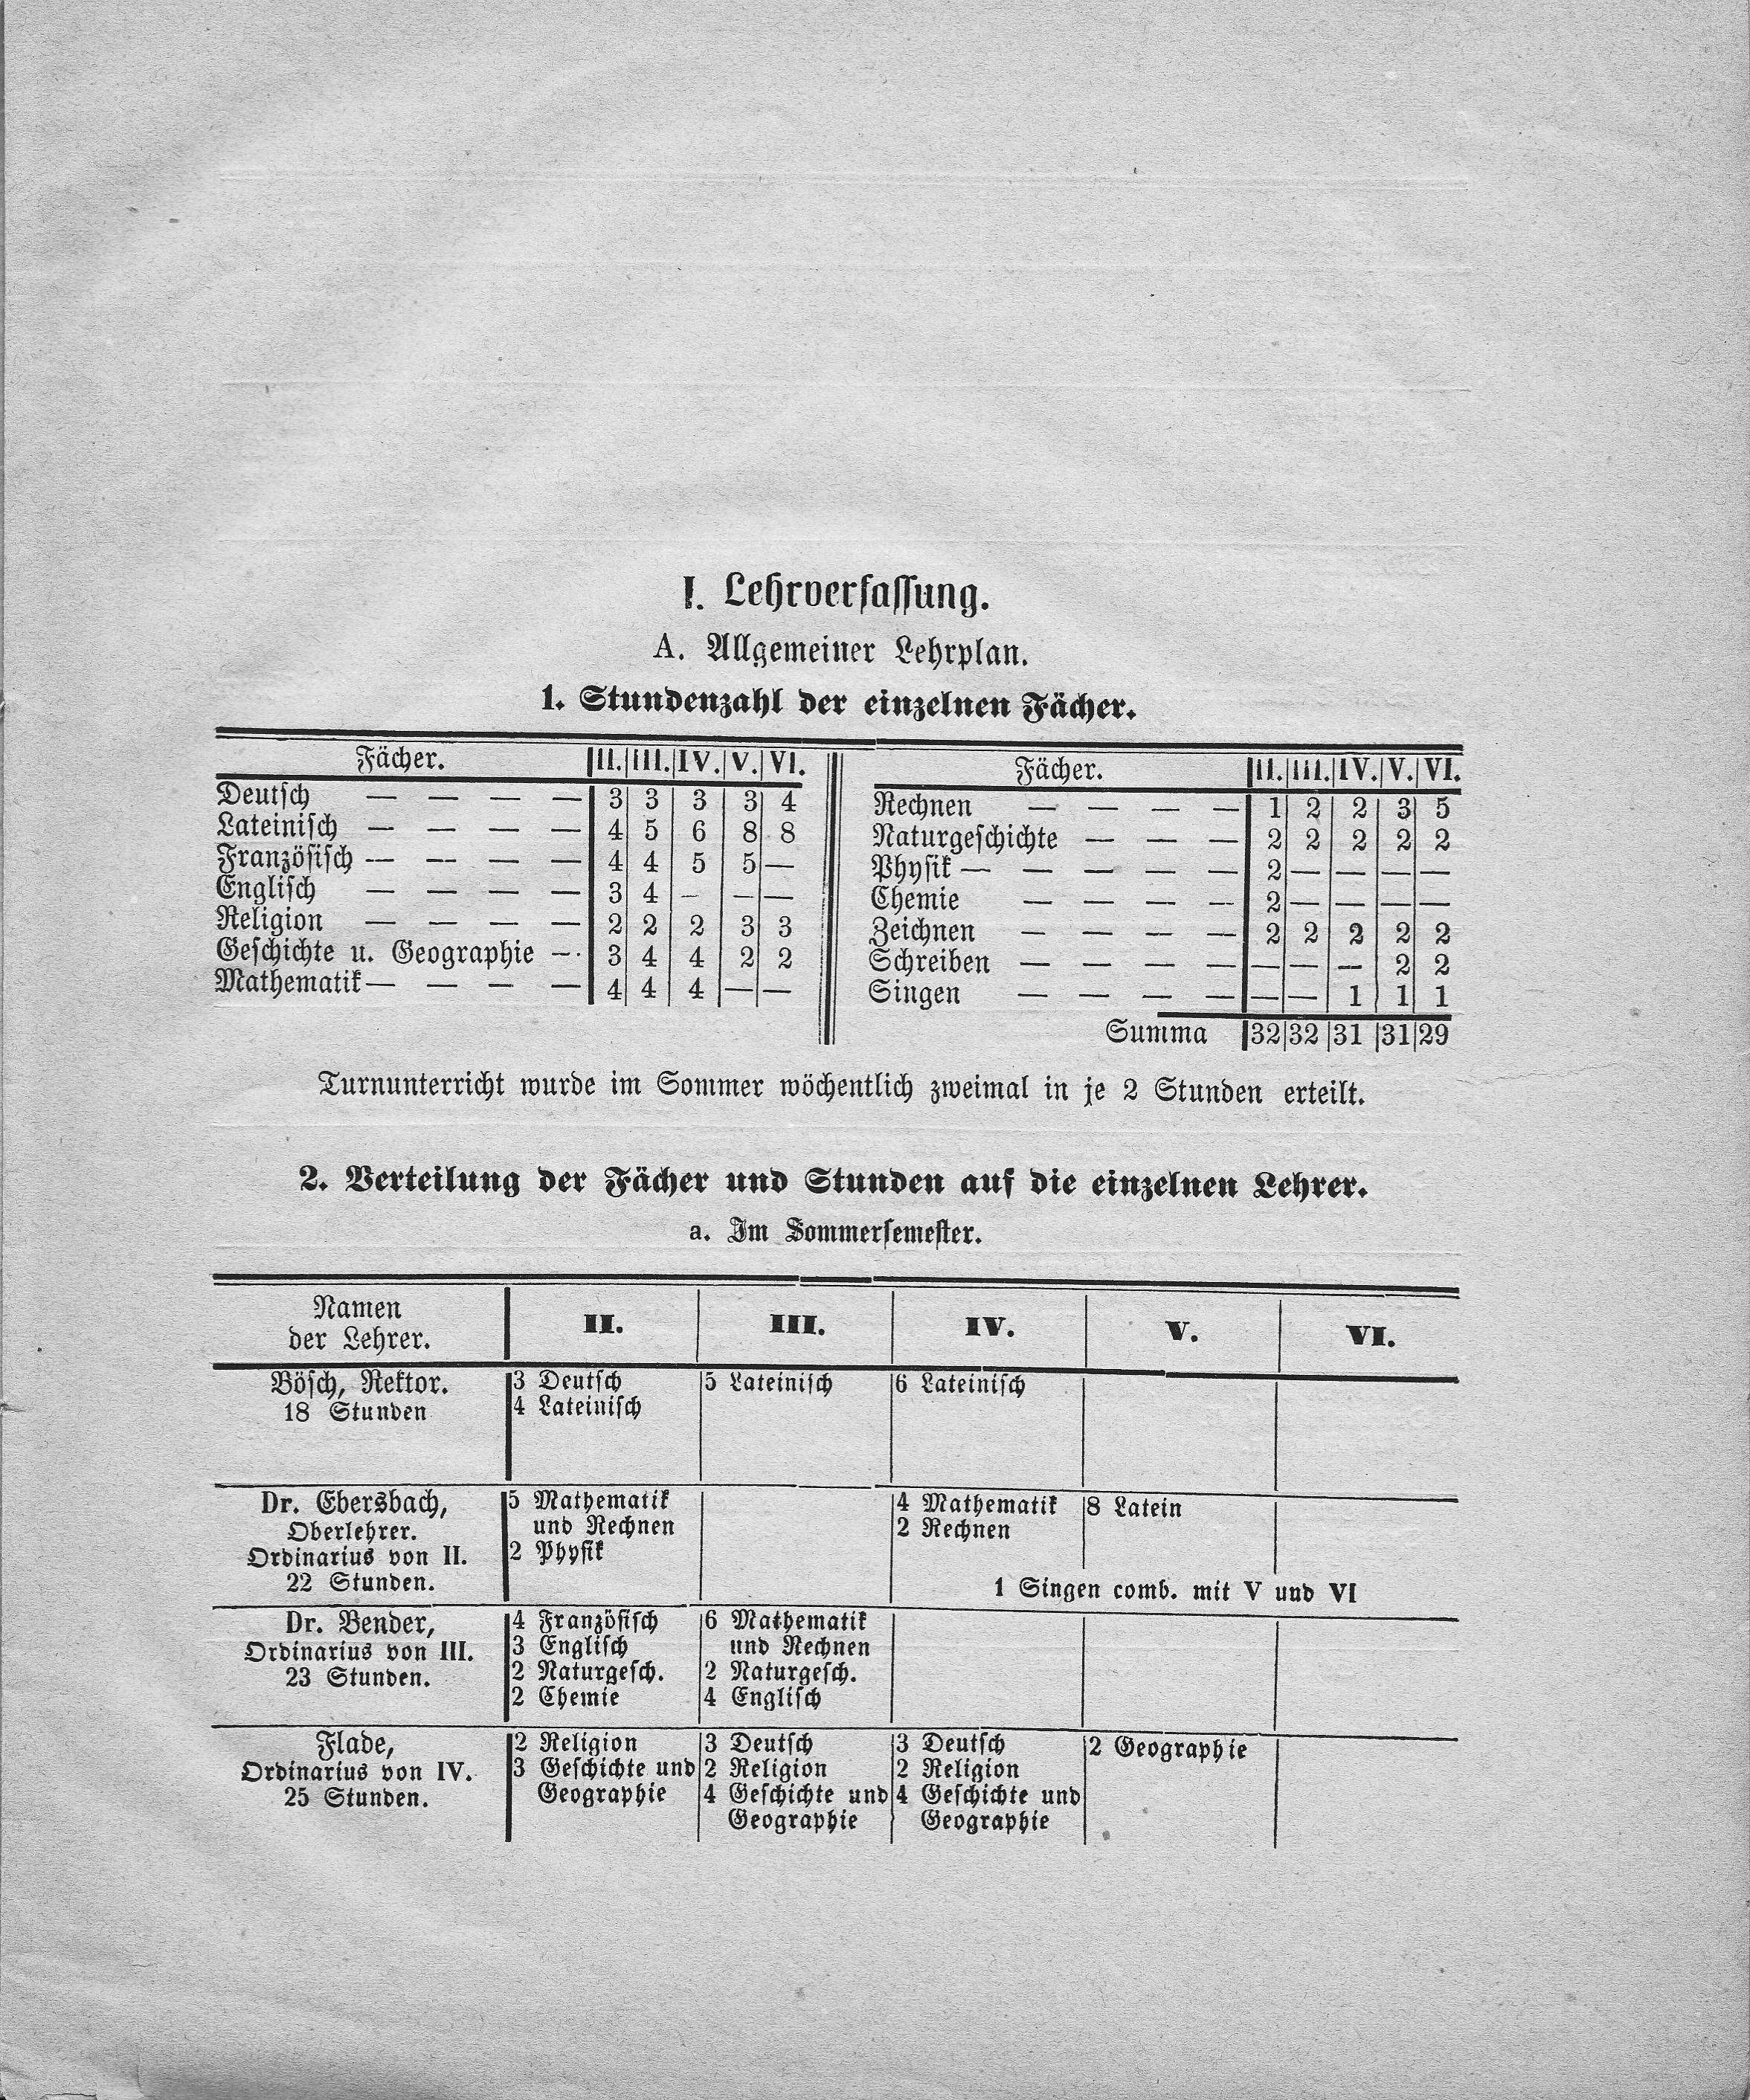 I. Lehrverfassung.
A. Allgemeiner Lehrplan.
1. Stundenzahl der einzelnen Fächer.
Fächer. II. III. IV. V. VI.
Deutsch — — — — 3 3 3 3 4
Lateinisch — — — — 4 5 6 8 8
Französisch — — — — 4 4 5 5 —
Englisch — — — — 3 4 — — —
Religion — — — — 2 2 2 3 3
Geschichte u. Geographie — 3 4 4 2 2
Mathematik — — — — 4 4 4 — —
Fächer. II. III. IV. V. VI.
Rechnen — — — — 1 2 2 3 5
Naturgeschichte — — — 2 2 2 2 2
Physik — — — — — 2 — — — —
Chemie — — — — 2 — — — —
Zeichnen — — — — 2 2 2 2 2
Schreiben — — — — — — — 2 2
Singen — — — — — — 1 1 1
Summa 32 32 31 31 29
Turnunterricht wurde im Sommer wöchentlich zweimal in je 2 Stunden erteilt.
2. Verteilung der Fächer und Stunden auf die einzelnen Lehrer.
a. Im Sommersemester.
Namen
der Lehrer.
II. III. IV. V. VI.
Bösch, Rektor. 3 Deutsch 5 Lateinisch 6 Lateinisch
18 Stunden 4 Lateinisch
Dr. Ebersbach, 5 Mathematik 4 Mathematik 8 Latein
Oberlehrer. und Rechnen 2 Rechnen
Ordinarius von II. 2 Physik
22 Stunden. 1 Singen comb. mit V und VI
Dr. Bender, 4 Französisch 6 Mathematik
Ordinarius von III. 3 Englisch und Rechnen
23 Stunden. 2 Naturgesch. 2 Naturgesch.
2 Chemie 4 Englisch
Flade, 2 Religion 3 Deutsch 3 Deutsch 2 Geographie
Ordinarius von IV. 3 Geschichte und 2 Religion 2 Religion
25 Stunden. Geographie 4 Geschichte und 4 Geschichte und
Geographie Geographie